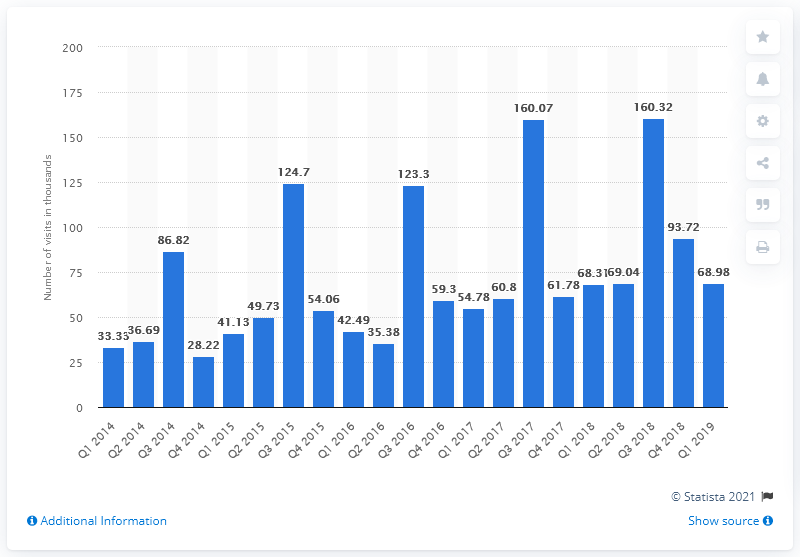 Number of visits in thousands
200
175
150
125
100
75
50
25
0
33.35
36.69
86.82
28.22
41.13
49.73
124.7
54.06
42.49
35.38
123.3
59.3
54.78
60.8
160.07
61.78
68.31
69.04
160.32
93.72
68.98
Q1 2014
Q2 2014
Q3 2014
Q4 2014
Q1 2015
Q2 2015
Q3 2015
Q4 2015
Q1 2016
Q2 2016
Q3 2016
Q4 2016
Q1 2017
Q2 2017
Q3 2017
Q4 2017
Q1 2018
Q2 2018
Q3 2018
Q4 2018
Q1 2019
© Statista 2021
Additional Information
Show source